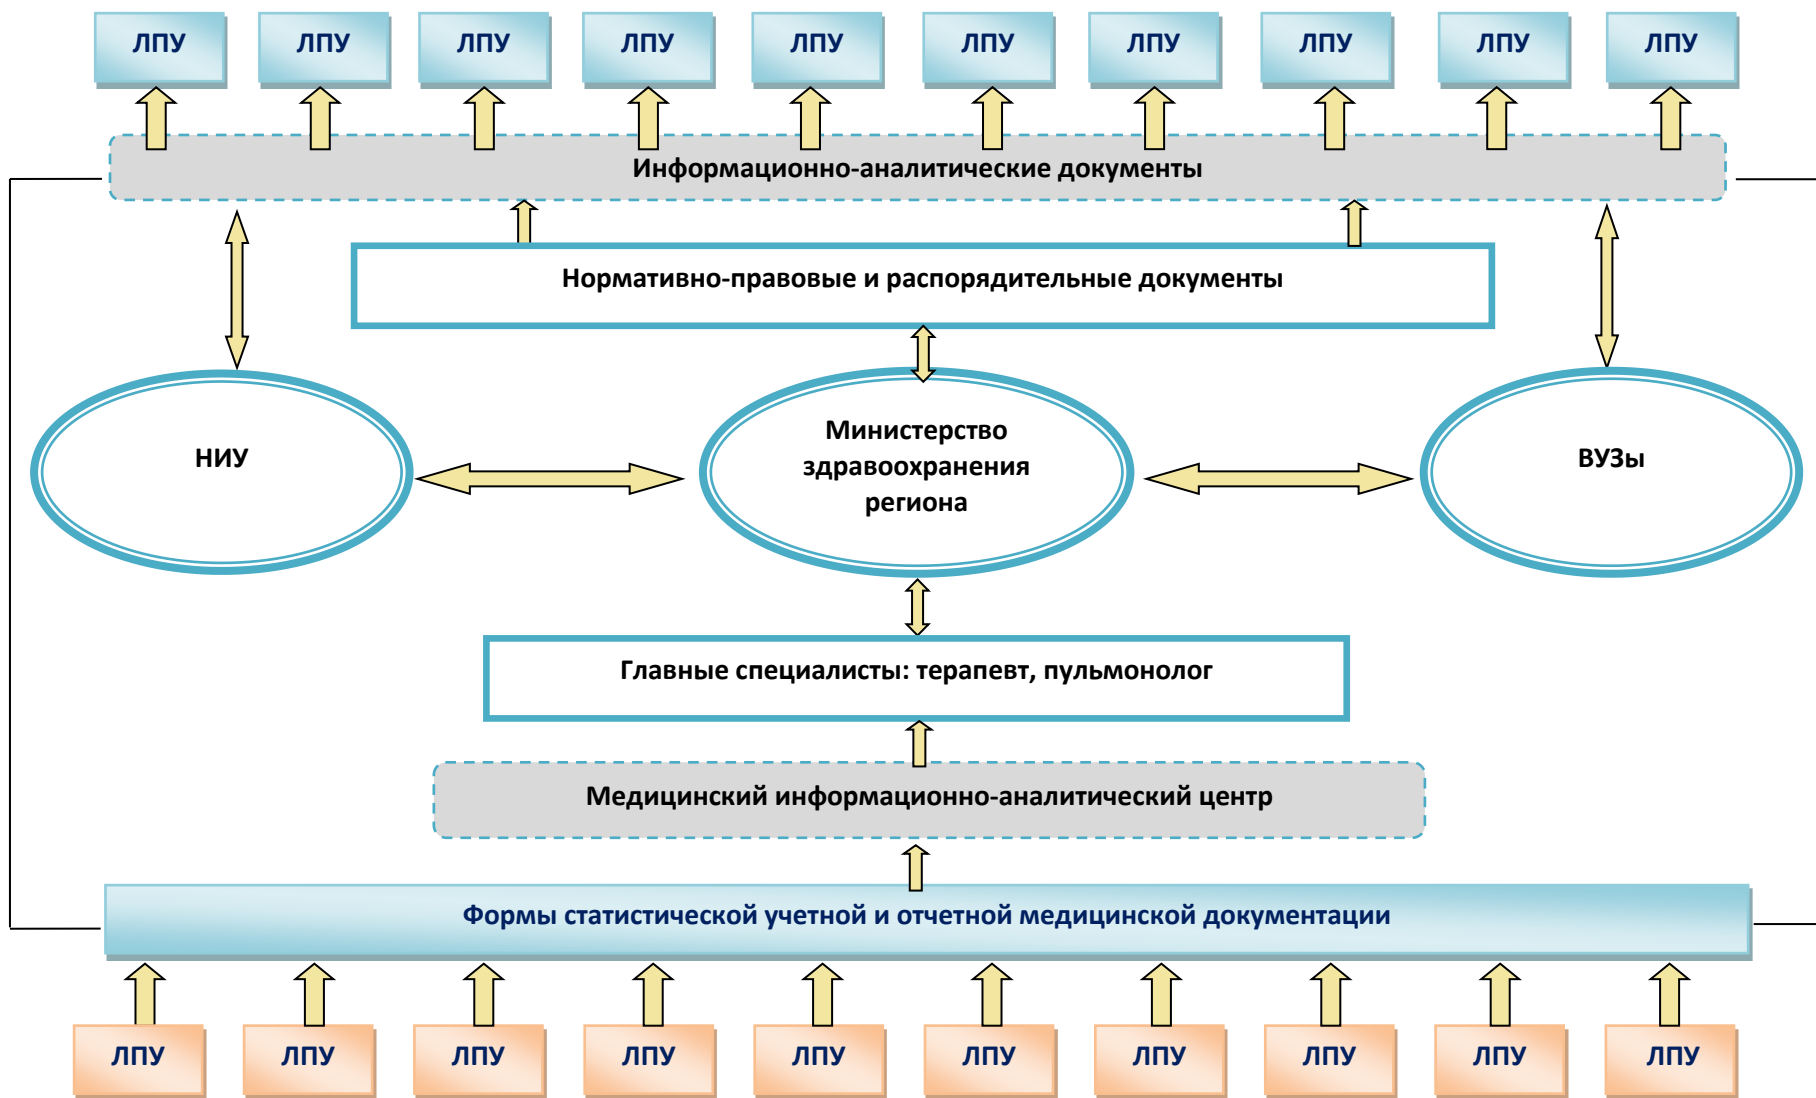 ЛПУ ЛПУ ЛПУ ЛПУ ЛПУ ЛПУ ЛПУ ЛПУ ЛПУ ЛПУ
Информационно-аналитические документы
Нормативно-правовые и распорядительные документы
НИУ
Министерство
здравоохранения
региона
ВУЗы
Главные специалисты: терапевт, пульмонолог
Медицинский информационно-аналитический центр
Формы статистической учетной и отчетной медицинской документации
ЛПУ ЛПУ ЛПУ ЛПУ ЛПУ ЛПУ ЛПУ ЛПУ ЛПУ ЛПУ